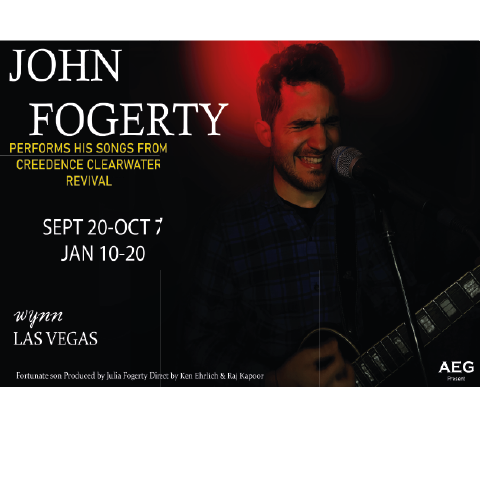 JOHN
FOGERTY
PERFORMS HIS SONGS FROM
CREEDENCE CLEARWATER
REVIVAL
SEPT 20-OCT 7
JAN 10-20
wynn
LAS VEGAS
Fortunate son Produced by Julia Fogerty Direct by Ken Ehrlich & Raj Kapoor
AEG
Present